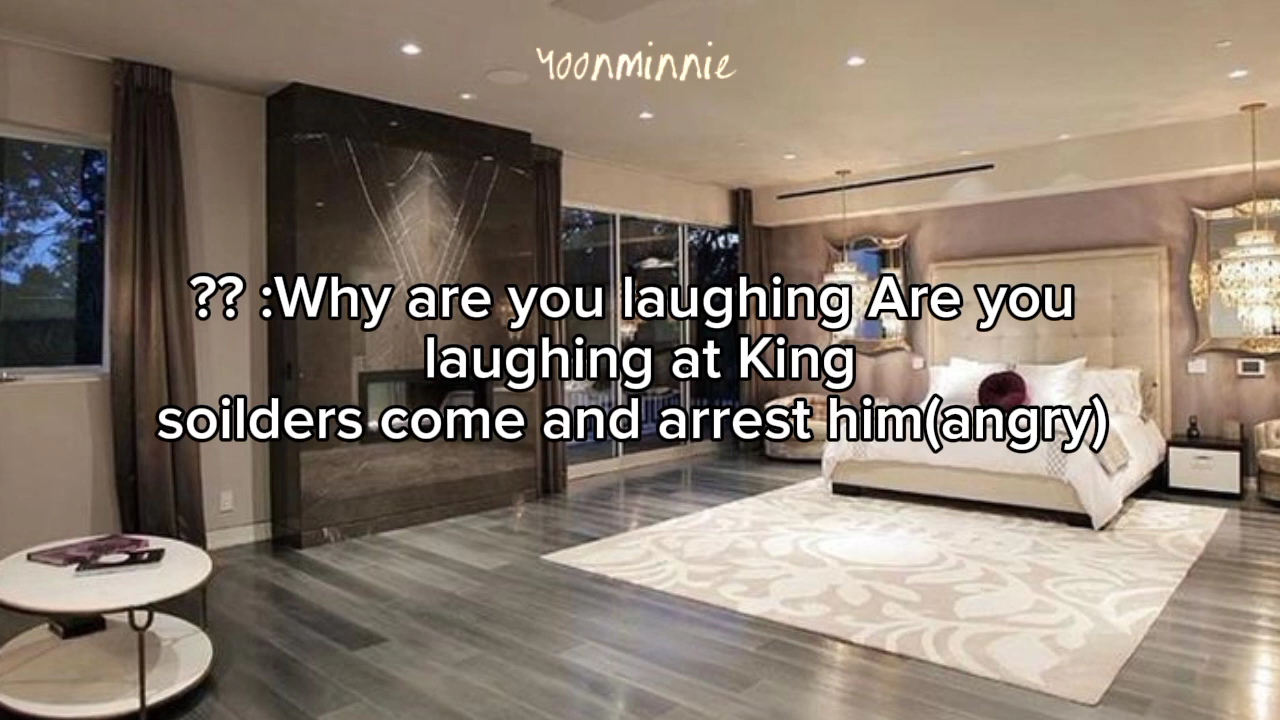 Yoonminnie
?? :Why are you laughing Are you
laughing at King
soilders come and arrest him(angry)